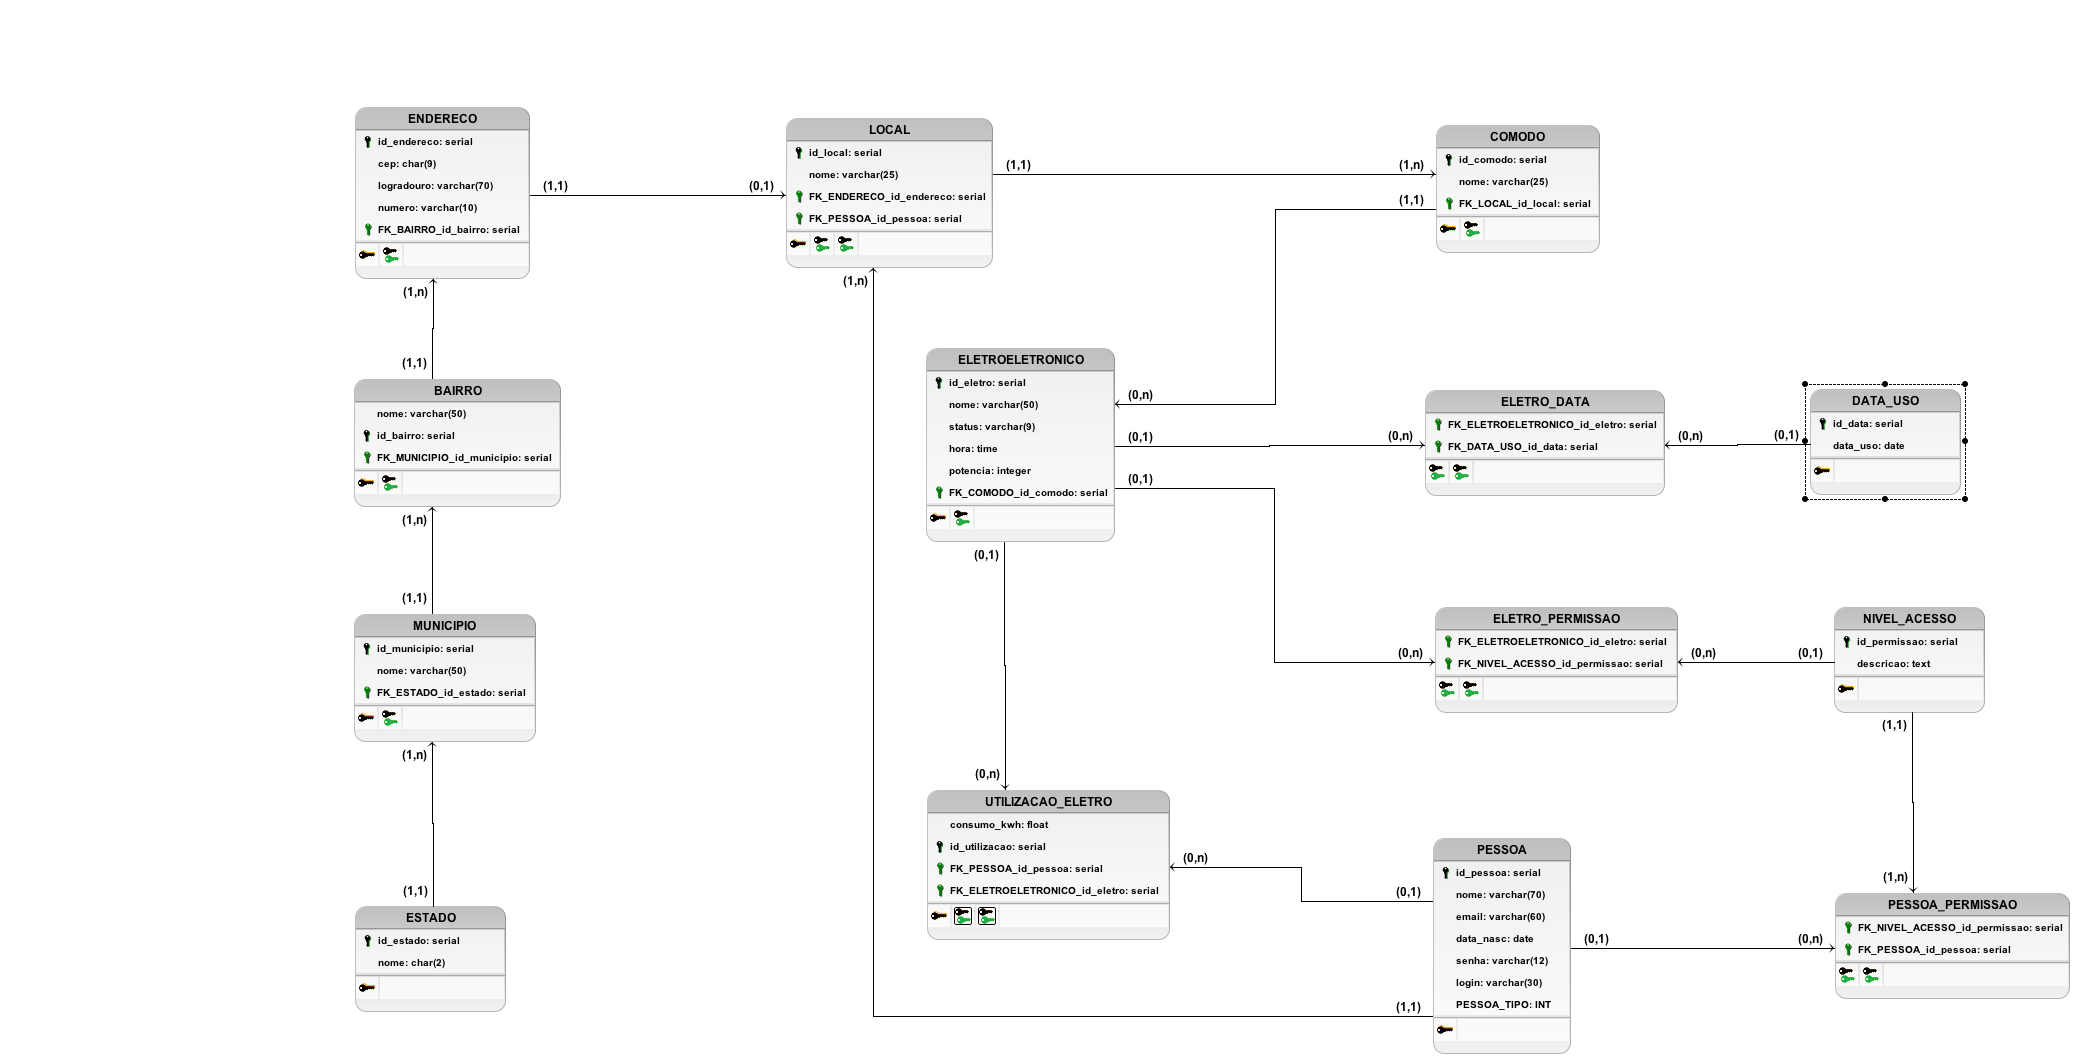 ENDERECO
id_endereco: serial
cep: char(9)
logradouro: varchar(70)
numero: varchar(10)
FK_BAIRRO_id_bairro: serial
(1,1)
(0,1)
LOCAL
id_local: serial
nome: varchar(25)
FK_ENDERECO_id_endereco: serial
FK_PESSOA_id_pessoa: serial
(1,1)
(1,n)
COMODO
id_comodo: serial
nome: varchar(25)
FK_LOCAL_id_local: serial
(1,1)
(1,n)
(1,n)
(1,1)
BAIRRO
nome: varchar(50)
id_bairro: serial
FK_MUNICIPIO_id_municipio: serial
ELETROELETRONICO
id_eletro: serial
nome: varchar(50)
status: varchar(9)
hora: time
potencia: integer
FK_COMODO_id_comodo: serial
(0,n)
(0,1)
(0,1)
(0,n)
ELETRO_DATA
FK_ELETROELETRONICO_id_eletro: serial
FK_DATA_USO_id_data: serial
(0,n)
(0,1)
DATA_USO
id_data: serial
data_uso: date
(1,n)
(1,1)
(0,1)
MUNICIPIO
id_municipio: serial
nome: varchar(50)
FK_ESTADO_id_estado: serial
(0,n)
ELETRO_PERMISSAO
FK_ELETROELETRONICO_id_eletro: serial
FK_NIVEL_ACESSO_id_permissao: serial
(0,n)
(0,1)
NIVEL_ACESSO
id_permissao: serial
descricao: text
(1,n)
(1,1)
(0,n)
(1,1)
ESTADO
id_estado: serial
nome: char(2)
UTILIZACAO_ELETRO
consumo_kwh: float
id_utilizacao: serial
FK_PESSOA_id_pessoa: serial
FK_ELETROELETRONICO_id_eletro: serial
(0,n)
(0,1)
PESSOA
id_pessoa: serial
nome: varchar(70)
email: varchar(60)
data_nasc: date
senha: varchar(12)
login: varchar(30)
PESSOA_TIPO: INT
(1,1)
(0,1)
(0,n)
(1,n)
PESSOA_PERMISSAO
FK_NIVEL_ACESSO_id_permissao: serial
FK_PESSOA_id_pessoa: serial